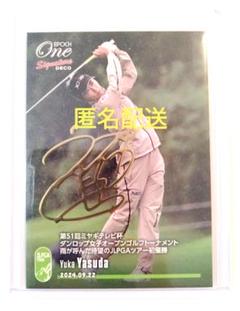 EPOCH
One
Signature
DECO
匿名配送
第51回ミヤギテレビ杯
ダンロップ女子オープンゴルフトーナメント
雨が呼んだ待望のJLPGAツアー初優勝
Yuka Yasuda
2024.09.22
JLPGA